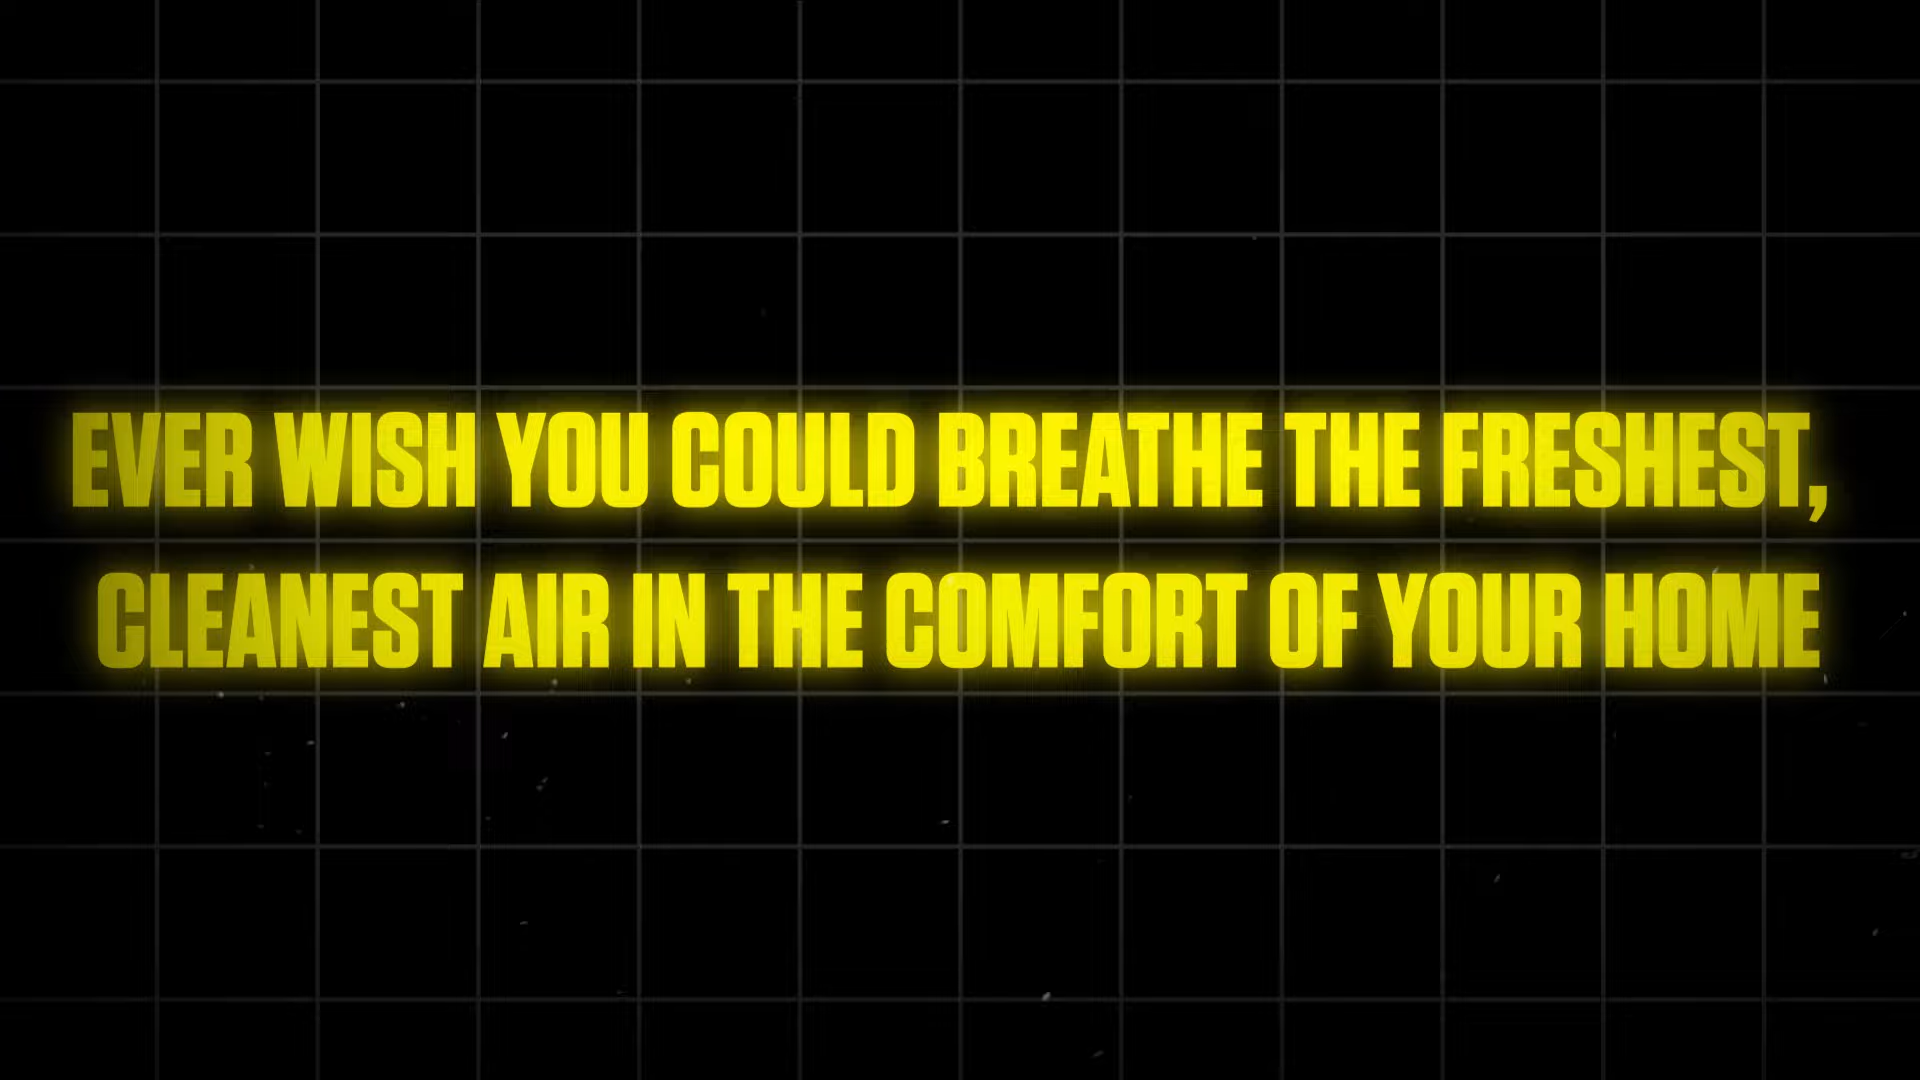 EVER WISH YOU COULD BREATHE THE FRESHEST,
CLEANEST AIR IN THE COMFORT OF YOUR HOME